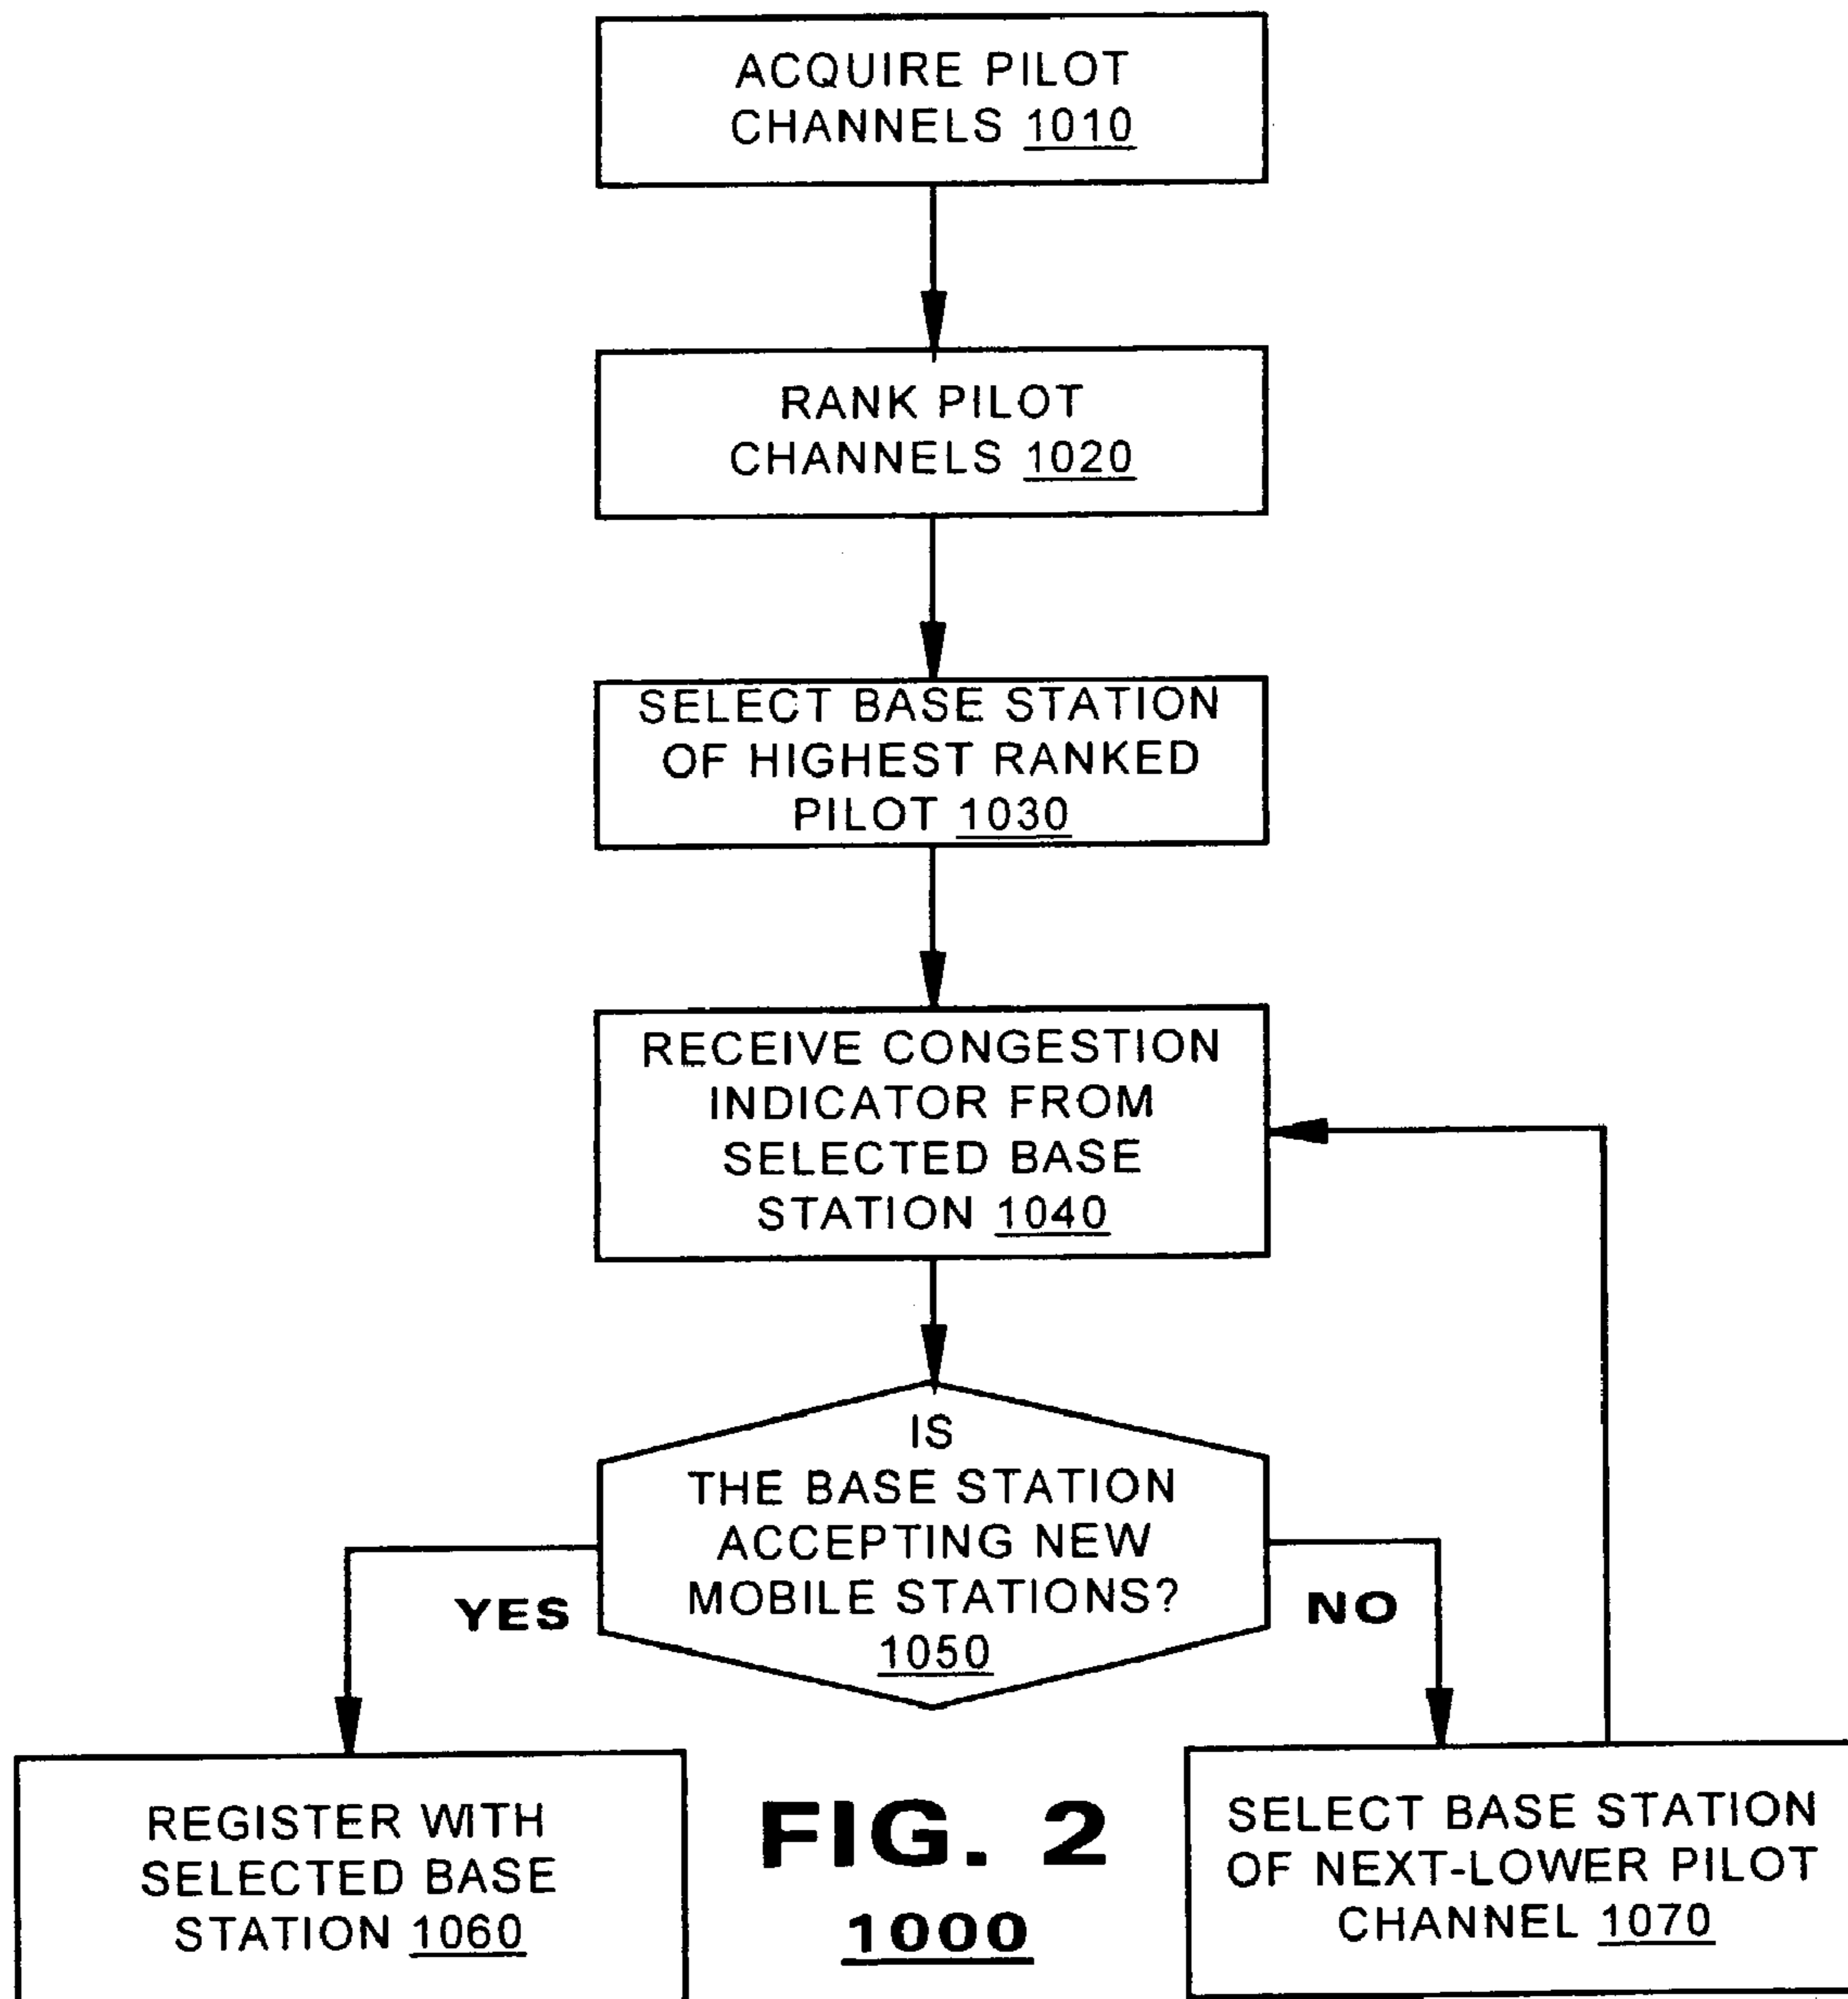 ACQUIRE PILOT
CHANNELS 1010
RANK PILOT
CHANNELS 1020
SELECT BASE STATION
OF HIGHEST RANKED
PILOT 1030
RECEIVE CONGESTION
INDICATOR FROM
SELECTED BASE
STATION 1040
IS
THE BASE STATION
ACCEPTING NEW
MOBILE STATIONS?
1050
YES
NO
REGISTER WITH
SELECTED BASE
STATION 1060
SELECT BASE STATION
OF NEXT-LOWER PILOT
CHANNEL 1070
FIG. 2
1000